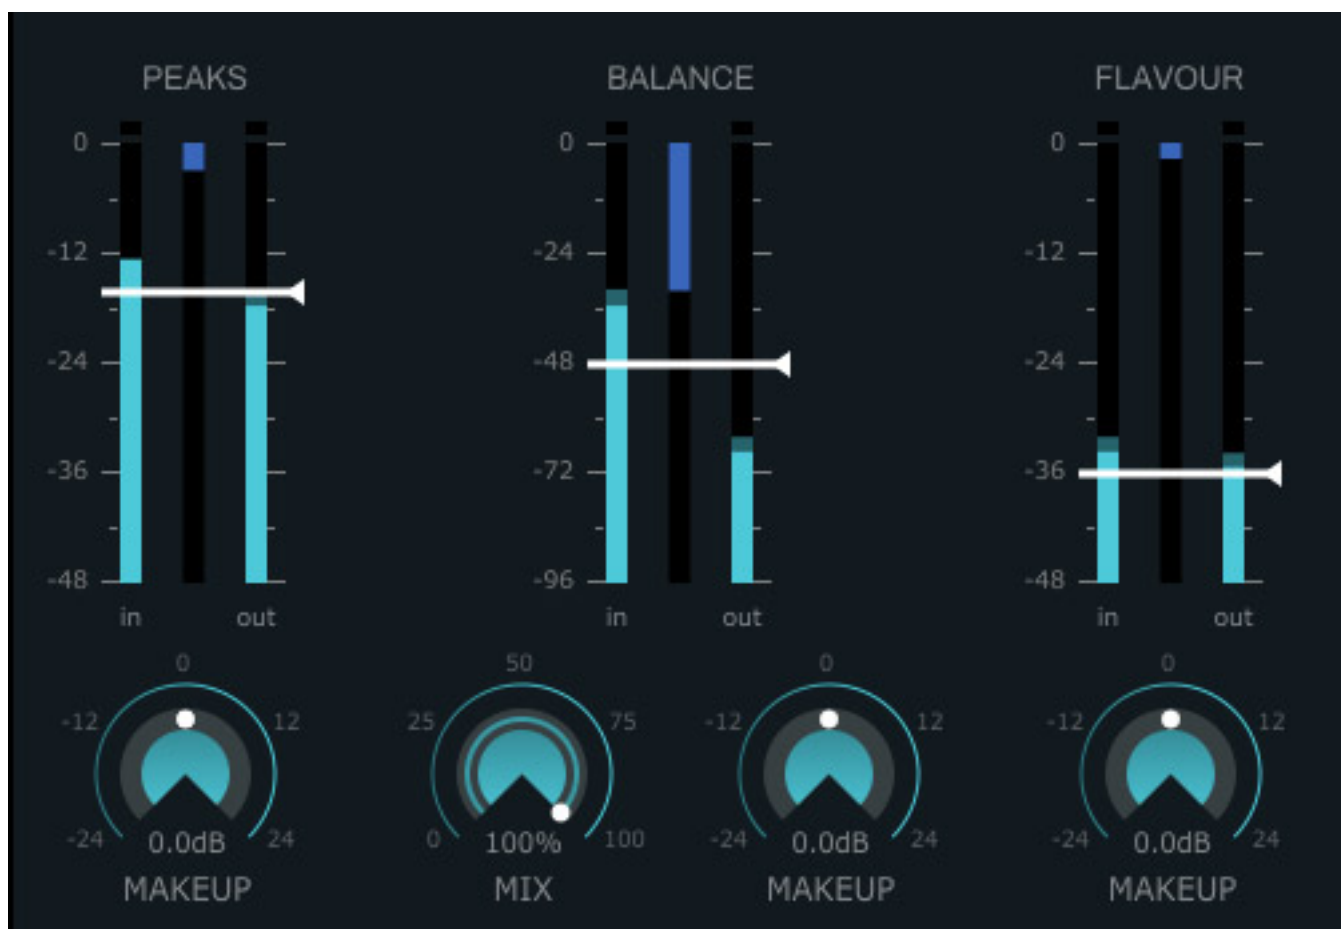 PEAKS BALANCE FLAVOUR
0 0 0
-12 -24 -12
-24 -48 -24
-36 -72 -36
-48 -96 -48
in out in out in out
0 50 0 0
-12 12 25 75 -12 12 -12 12
-24 0.0dB 24 0 100% 100 -24 0.0dB 24 -24 0.0dB 24
MAKEUP MIX MAKEUP MAKEUP